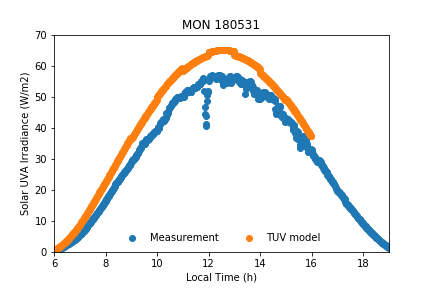 MON 180531
70
60
50
40
30
20
10
0
Solar UVA Irradiance (W/m2)
Measurement TUV model
6 8 10 12 14 16 18
Local Time (h)